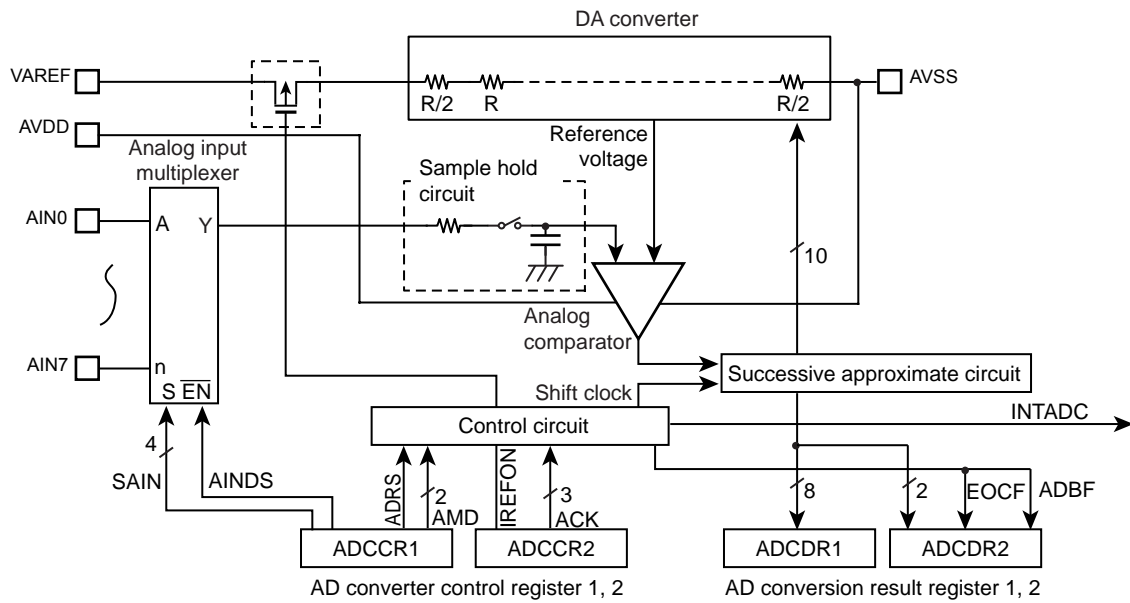 DA converter
VAREF
R/2
R
R/2
AVSS
AVDD
Analog input
multiplexer
Reference
voltage
Sample hold
circuit
AIN0
A
Y
10
Analog
comparator
AIN7
n
S EN
Successive approximate circuit
Shift clock
INTADC
Control circuit
4
SAIN
AINDS
ADRS
2
AMD
IREFON
3
ACK
8
2
EOCF
ADBF
ADCCR1
ADCCR2
ADCDR1
ADCDR2
AD converter control register 1, 2
AD conversion result register 1, 2